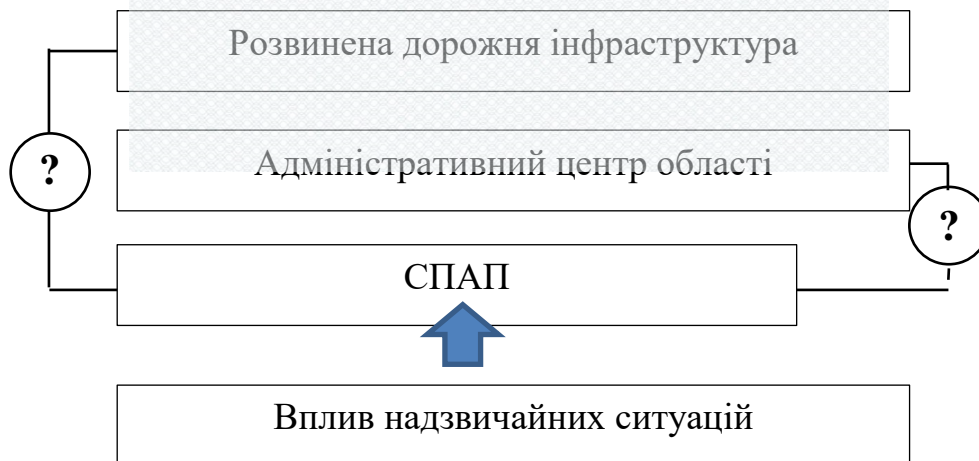 Розвинена дорожня інфраструктура
Адміністративний центр області
?
?
СПАП
Вплив надзвичайних ситуацій